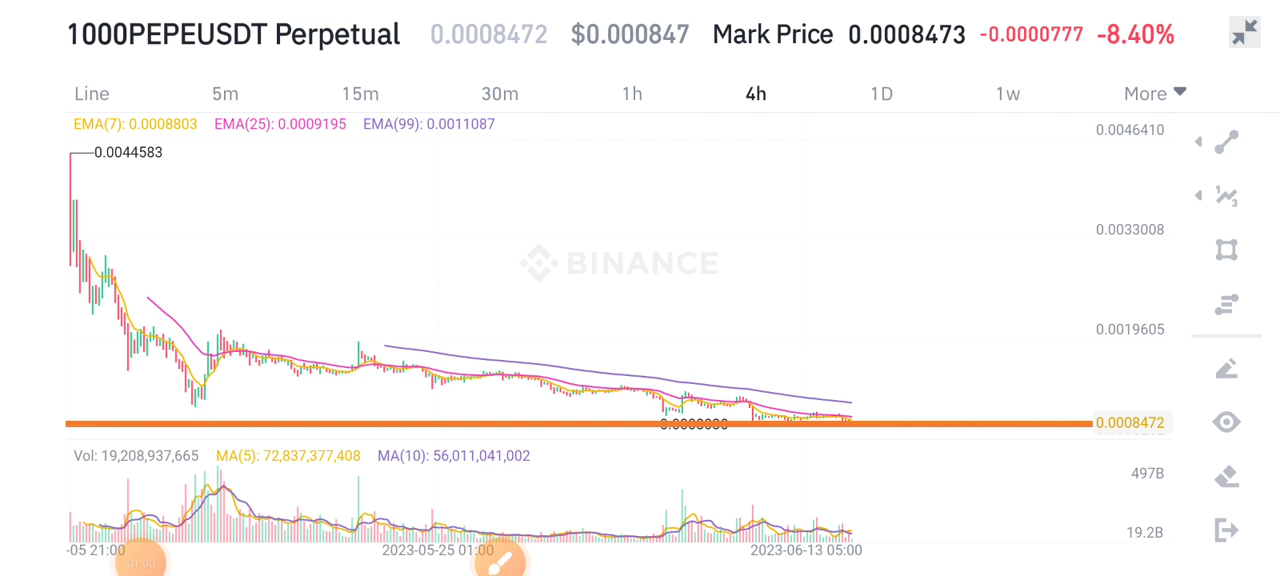 1000PEPEUSDT Perpetual 0.0008472 $0.000847 Mark Price 0.0008473 -0.0000777 -8.40%
Line 5m 15m 30m 1h 4h 1D 1w More
EMA(7): 0.0008803 EMA(25): 0.0009195 EMA(99): 0.0011087
0.0046410
0.0044583
0.0033008
BINANCE
0.0019605
0.0008472
Vol: 19,208,937,665 MA(5): 72,837,377,408 MA(10): 56,011,041,002
497B
19.2B
-05 21:00 2023-05-25 01:00 2023-06-13 05:00
01:00